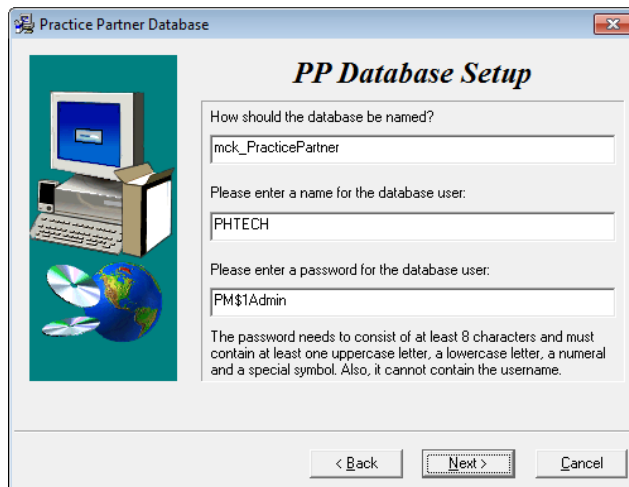 Practice Partner Database
PP Database Setup
How should the database be named?
mck_PracticePartner
Please enter a name for the database user:
PHTECH
Please enter a password for the database user:
PM$1Admin
The password needs to consist of at least 8 characters and must
contain at least one uppercase letter, a lowercase letter, a numeral
and a special symbol. Also, it cannot contain the username.
< Back
Next >
Cancel